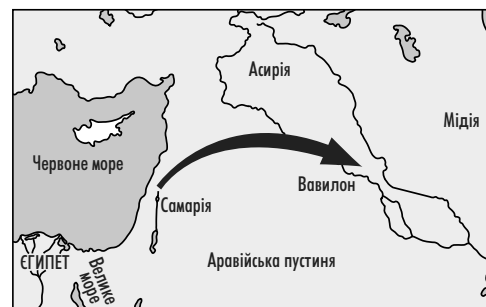 Асирія
Мідія
Червоне море
Вавилон
Самарія
ЄГИПЕТ
Велике
море
Аравійська пустиня